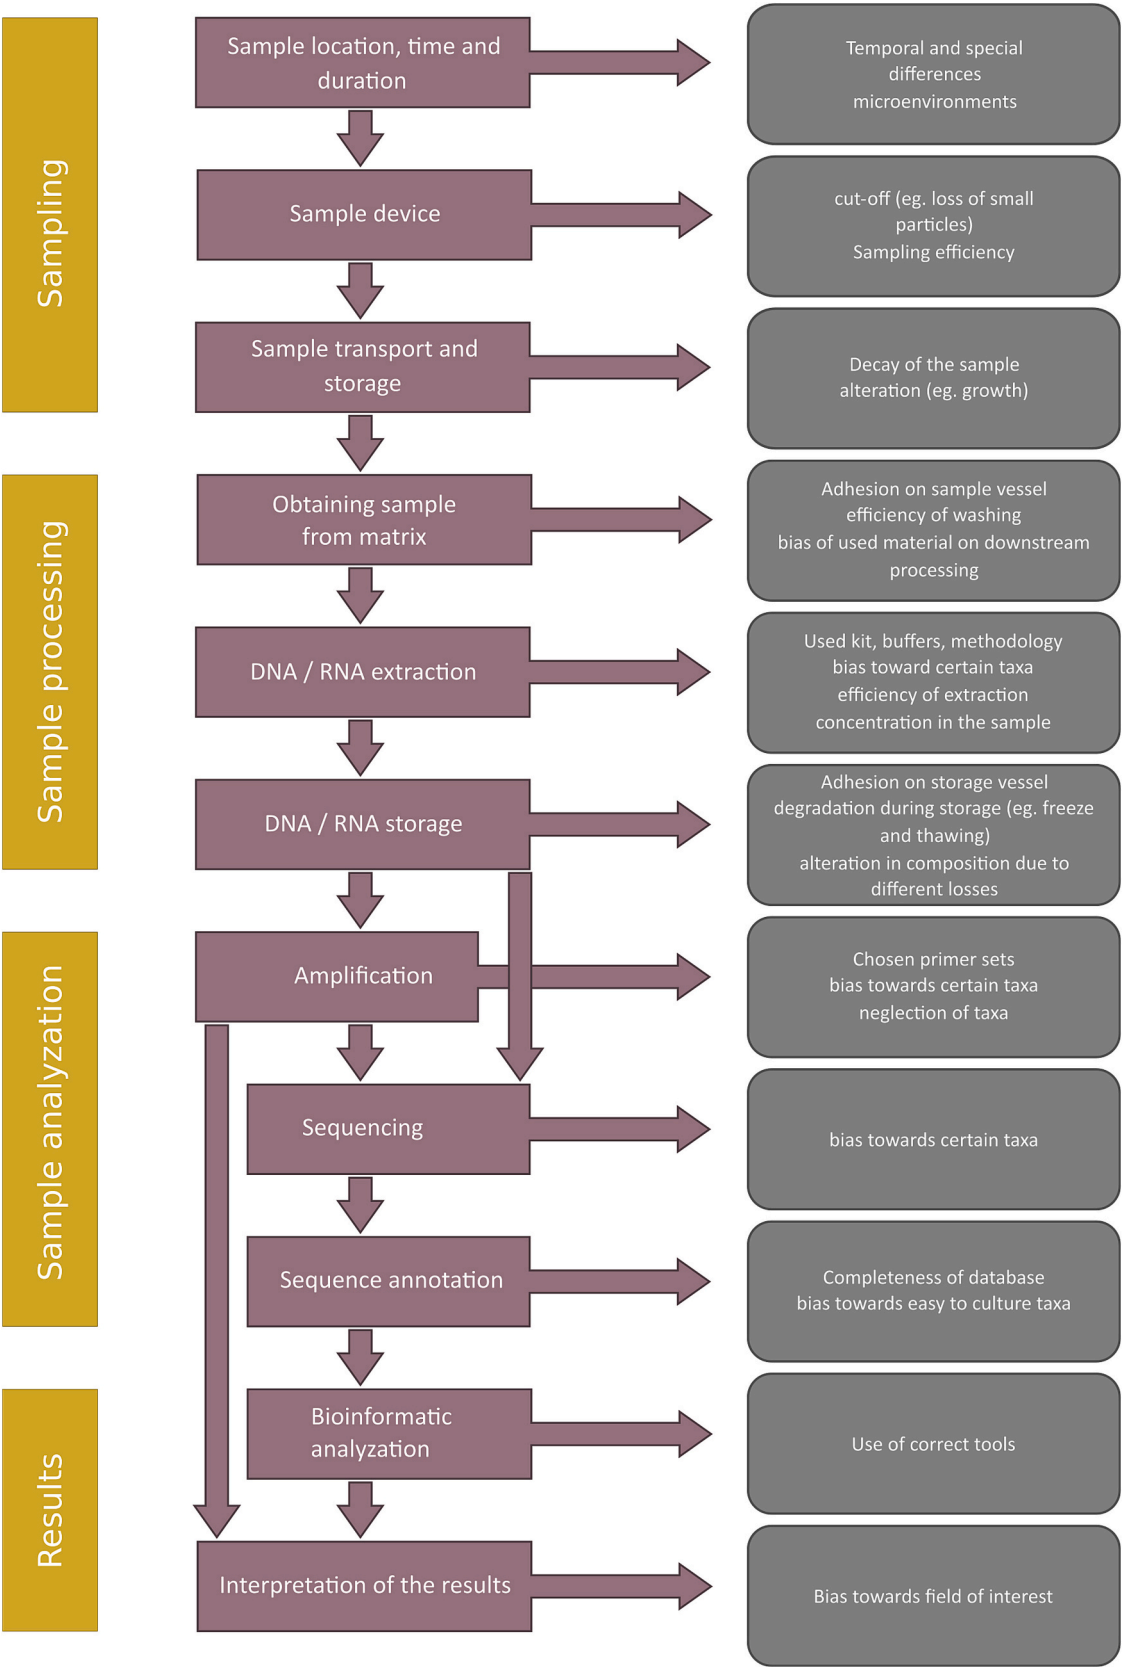 Sampling
Sample location, time and
duration
Temporal and special
differences
microenvironments
Sample device
cut-off (eg. loss of small
particles)
Sampling efficiency
Sample transport and
storage
Decay of the sample
alteration (eg. growth)
Sample processing
Obtaining sample
from matrix
Adhesion on sample vessel
efficiency of washing
bias of used material on downstream
processing
DNA / RNA extraction
Used kit, buffers, methodology
bias toward certain taxa
efficiency of extraction
concentration in the sample
DNA / RNA storage
Adhesion on storage vessel
degradation during storage (eg. freeze
and thawing)
alteration in composition due to
different losses
Sample analyzation
Amplification
Chosen primer sets
bias towards certain taxa
neglection of taxa
Sequencing
bias towards certain taxa
Sequence annotation
Completeness of database
bias towards easy to culture taxa
Results
Bioinformatic
analyzation
Use of correct tools
Interpretation of the results
Bias towards field of interest